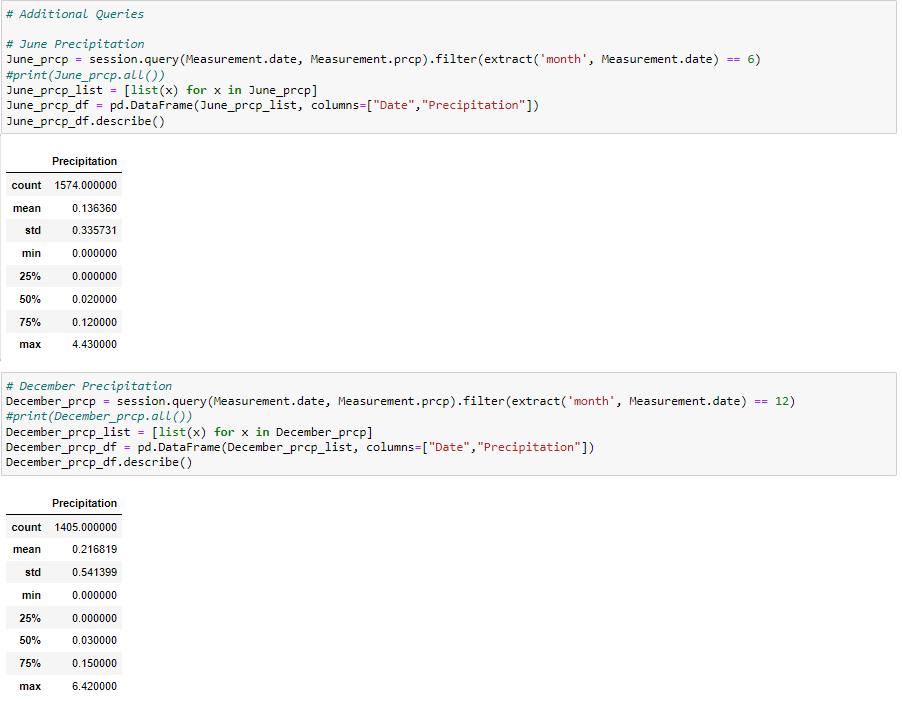 # Additional Queries
# June Precipitation
June_prcp = session.query(Measurement.date, Measurement.prcp).filter(extract('month', Measurement.date) == 6)
#print(June_prcp.all())
June_prcp_list = [list(x) for x in June_prcp]
June_prcp_df = pd.DataFrame(June_prcp_list, columns=["Date","Precipitation"])
June_prcp_df.describe()
Precipitation
count 1574.000000
mean 0.136360
std 0.335731
min 0.000000
25% 0.000000
50% 0.020000
75% 0.120000
max 4.430000
# December Precipitation
December_prcp = session.query(Measurement.date, Measurement.prcp).filter(extract('month', Measurement.date) == 12)
#print(December_prcp.all())
December_prcp_list = [list(x) for x in December_prcp]
December_prcp_df = pd.DataFrame(December_prcp_list, columns=["Date","Precipitation"])
December_prcp_df.describe()
Precipitation
count 1405.000000
mean 0.216819
std 0.541399
min 0.000000
25% 0.000000
50% 0.030000
75% 0.150000
max 6.420000